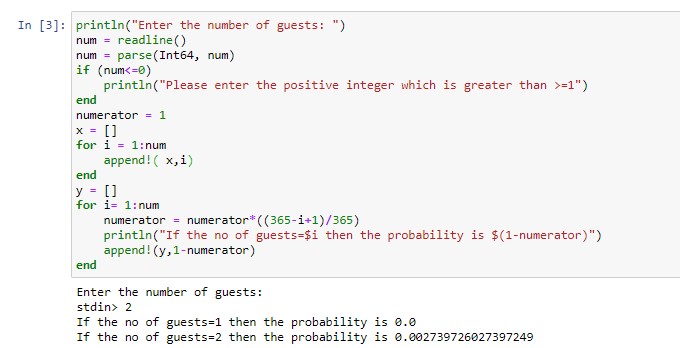 In [3]: println("Enter the number of guests: ")
num = readline()
num = parse(Int64, num)
if (num<=0)
    println("Please enter the positive integer which is greater than >=1")
end
numerator = 1
x = []
for i = 1:num
    append!( x,i)
end
y = []
for i= 1:num
    numerator = numerator*((365-i+1)/365)
    println("If the no of guests=$i then the probability is $(1-numerator)")
    append!(y,1-numerator)
end
Enter the number of guests:
stdin> 2
If the no of guests=1 then the probability is 0.0
If the no of guests=2 then the probability is 0.002739726027397249